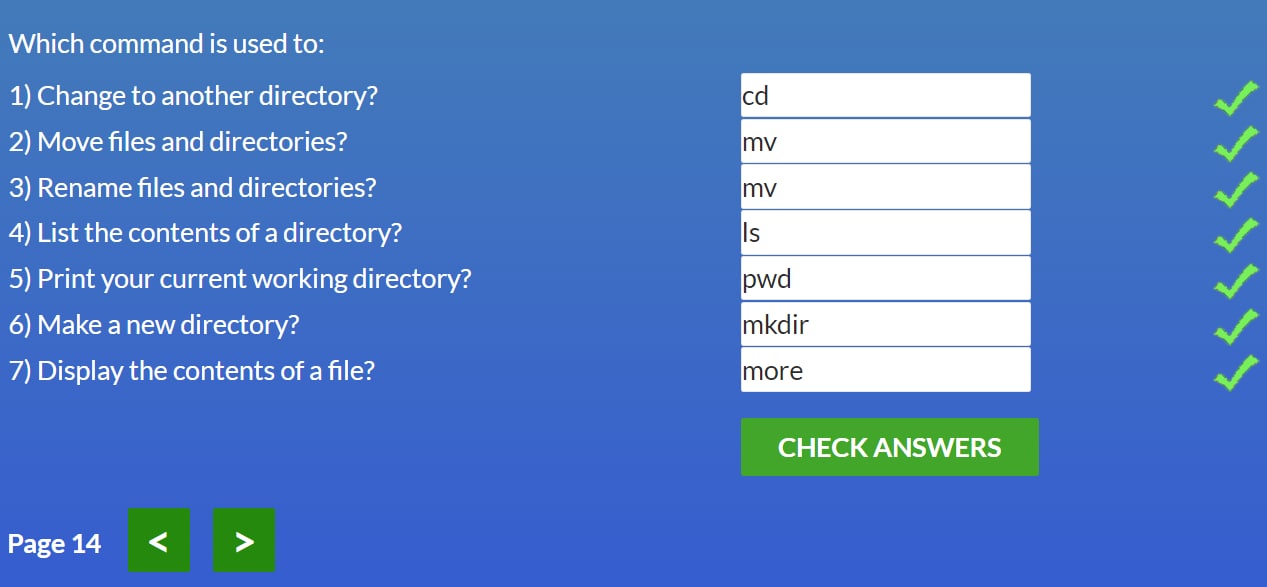 Which command is used to:
1) Change to another directory? cd
2) Move files and directories? mv
3) Rename files and directories? mv
4) List the contents of a directory? ls
5) Print your current working directory? pwd
6) Make a new directory? mkdir
7) Display the contents of a file? more
CHECK ANSWERS
Page 14 < >